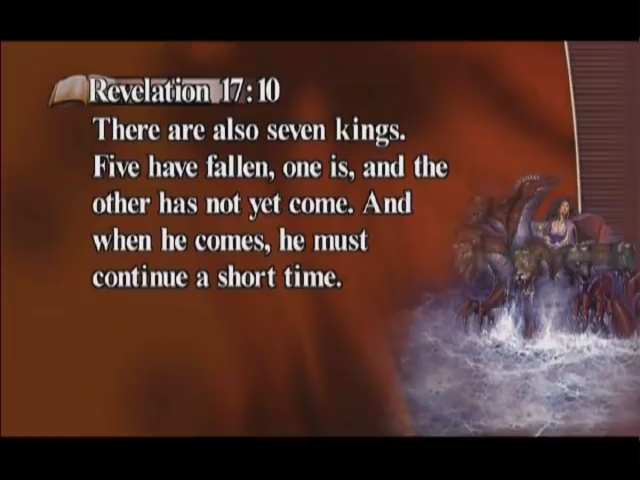 Revelation 17:10
There are also seven kings.
Five have fallen, one is, and the
other has not yet come. And
when he comes, he must
continue a short time.